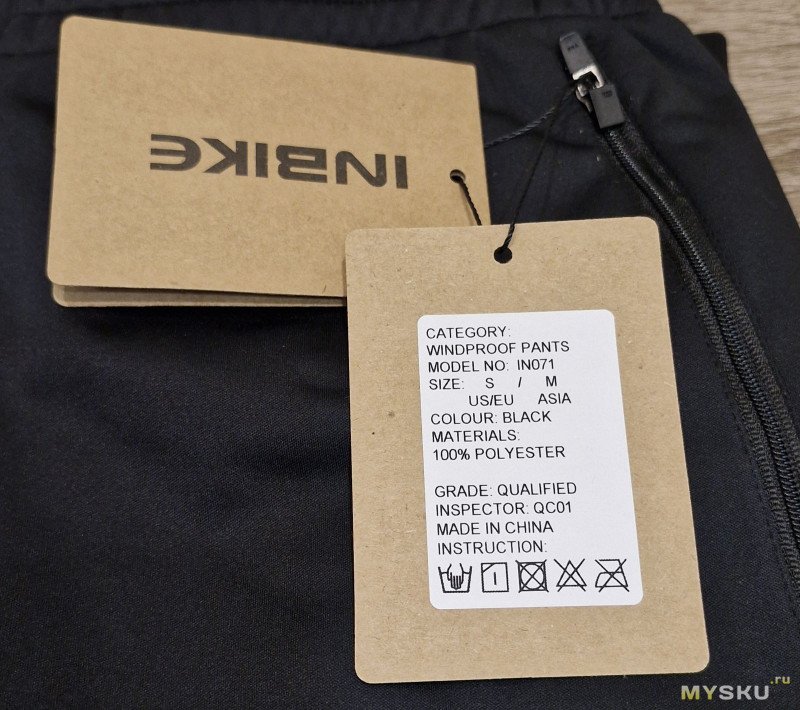 INBIKE
CATEGORY:
WINDPROOF PANTS
MODEL NO: IN071
SIZE: S / M
US/EU ASIA
COLOUR: BLACK
MATERIALS:
100% POLYESTER
GRADE: QUALIFIED
INSPECTOR: QC01
MADE IN CHINA
INSTRUCTION:
MYSKU.ru